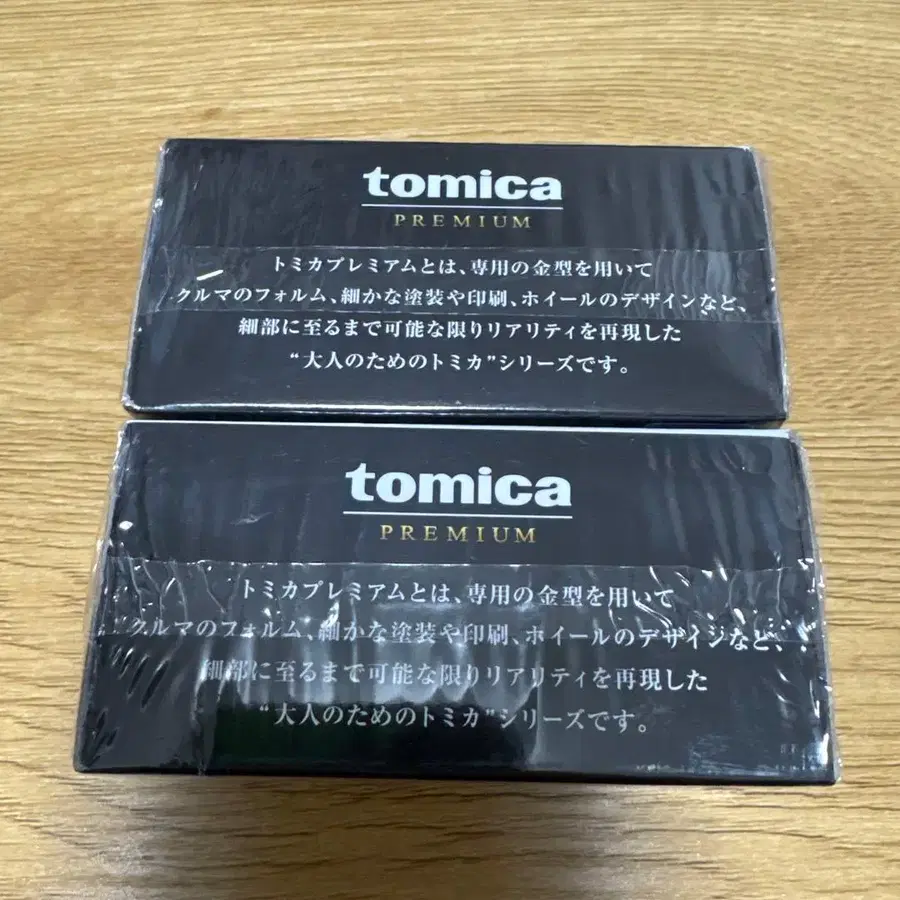 tomica
PREMIUM
トミカプレミアムとは、専用の金型を用いて
クルマのフォルム、細かな塗装や印刷、ホイールのデザインなど、
細部に至るまで可能な限りリアリティを再現した
“大人のためのトミカ”シリーズです。
tomica
PREMIUM
トミカプレミアムとは、専用の金型を用いて
クルマのフォルム、細かな塗装や印刷、ホイールのデザインなど、
細部に至るまで可能な限りリアリティを再現した
“大人のためのトミカ”シリーズです。